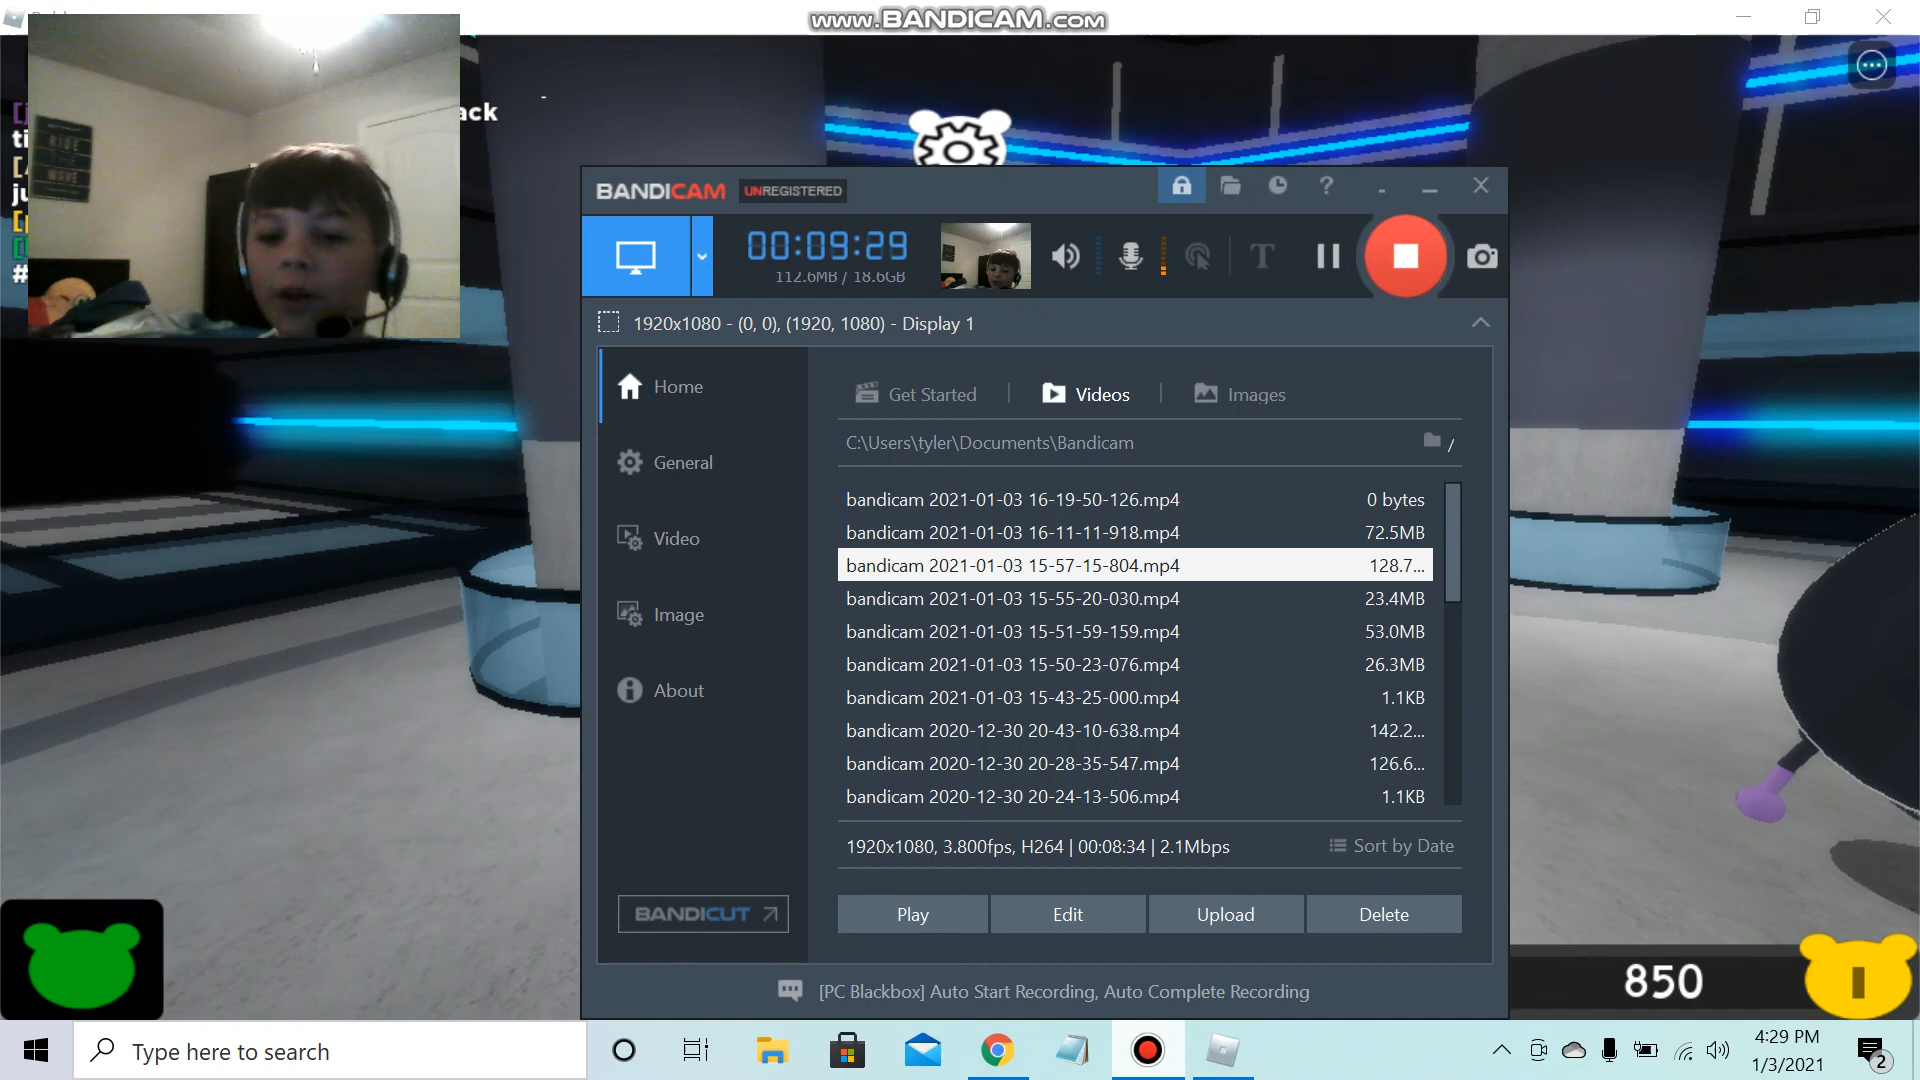 www.BANDICAM.com
ack
RIDE
THE
WAVE
[
ti
[
ju
[
[
#
BANDICAM UNREGISTERED
?
00:09:29
112.6MB / 18.6GB
T
1920x1080 - (0, 0), (1920, 1080) - Display 1
Home
General
Video
Image
About
BANDICUT
Get Started
Videos
Images
C:\Users\tyler\Documents\Bandicam
/
bandicam 2021-01-03 16-19-50-126.mp4 0 bytes
bandicam 2021-01-03 16-11-11-918.mp4 72.5MB
bandicam 2021-01-03 15-57-15-804.mp4 128.7...
bandicam 2021-01-03 15-55-20-030.mp4 23.4MB
bandicam 2021-01-03 15-51-59-159.mp4 53.0MB
bandicam 2021-01-03 15-50-23-076.mp4 26.3MB
bandicam 2021-01-03 15-43-25-000.mp4 1.1KB
bandicam 2020-12-30 20-43-10-638.mp4 142.2...
bandicam 2020-12-30 20-28-35-547.mp4 126.6...
bandicam 2020-12-30 20-24-13-506.mp4 1.1KB
1920x1080, 3.800fps, H264 | 00:08:34 | 2.1Mbps
Sort by Date
Play
Edit
Upload
Delete
[PC Blackbox] Auto Start Recording, Auto Complete Recording
850
Type here to search
4:29 PM
1/3/2021
2